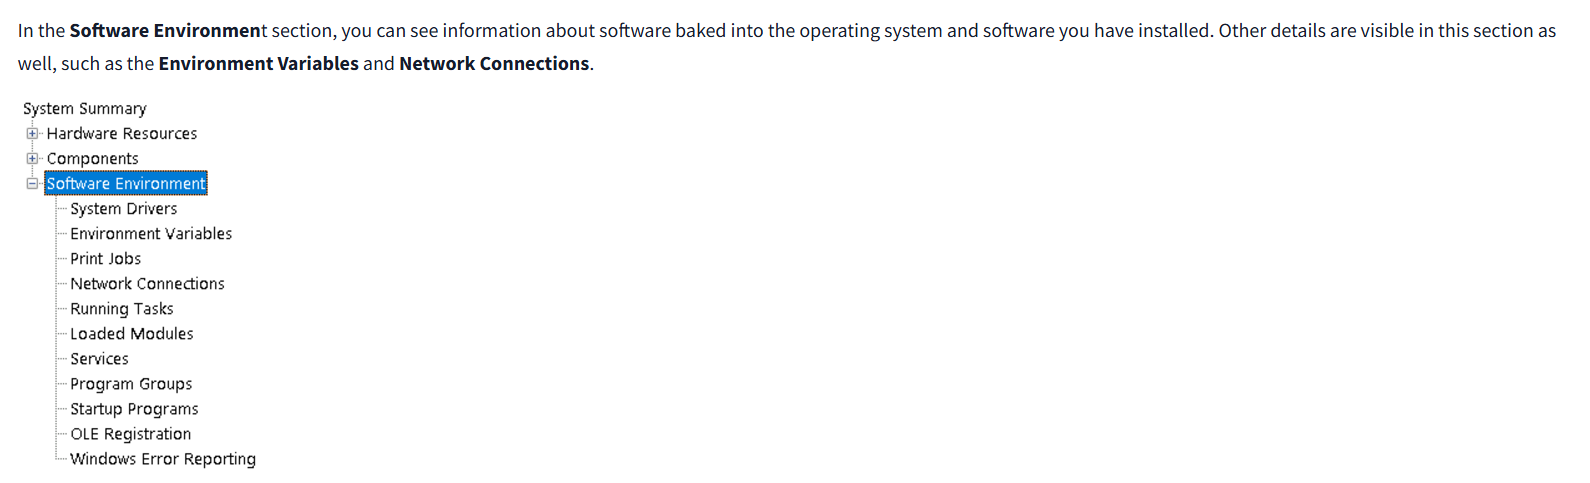 In the Software Environment section, you can see information about software baked into the operating system and software you have installed. Other details are visible in this section as
well, such as the Environment Variables and Network Connections.
System Summary
Hardware Resources
Components
Software Environment
System Drivers
Environment Variables
Print Jobs
Network Connections
Running Tasks
Loaded Modules
Services
Program Groups
Startup Programs
OLE Registration
Windows Error Reporting